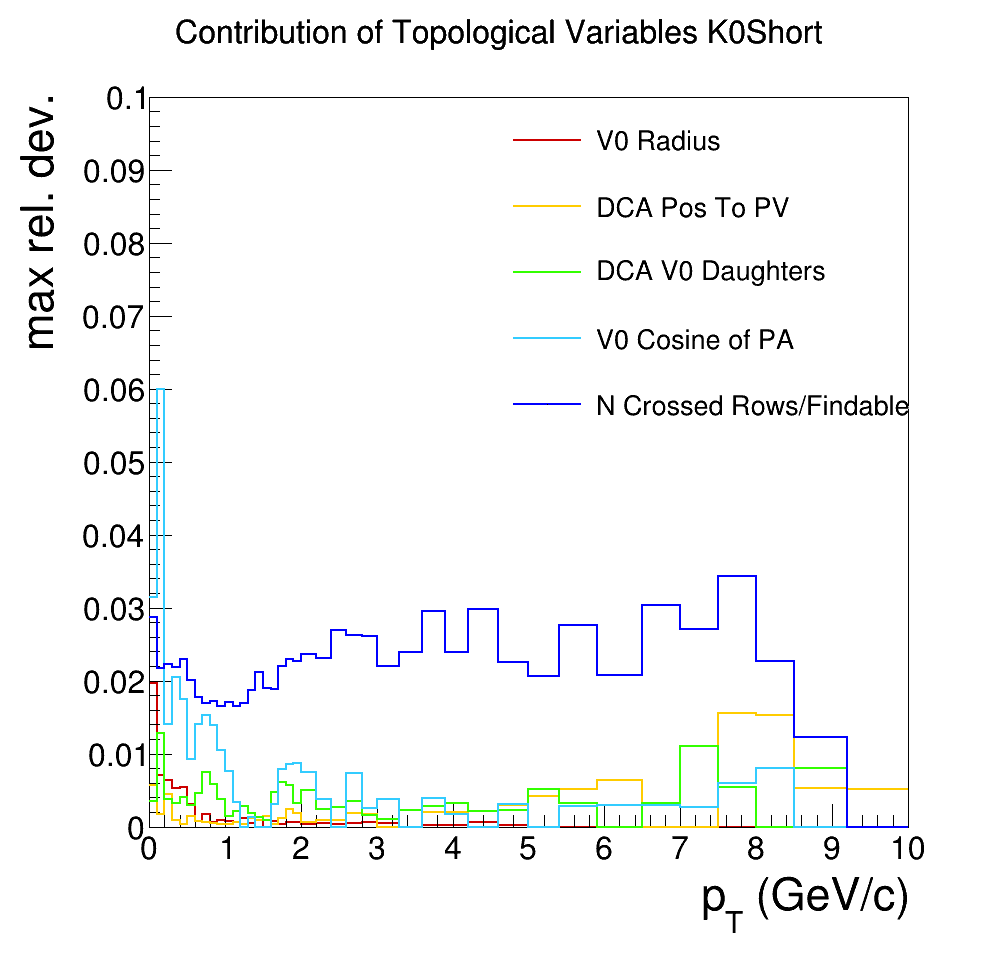 Contribution of Topological Variables K0Short
max rel. dev.
0.1
0.09
0.08
0.07
0.06
0.05
0.04
0.03
0.02
0.01
0
V0 Radius
DCA Pos To PV
DCA V0 Daughters
V0 Cosine of PA
N Crossed Rows/Findable
0 1 2 3 4 5 6 7 8 9 10
p_T (GeV/c)